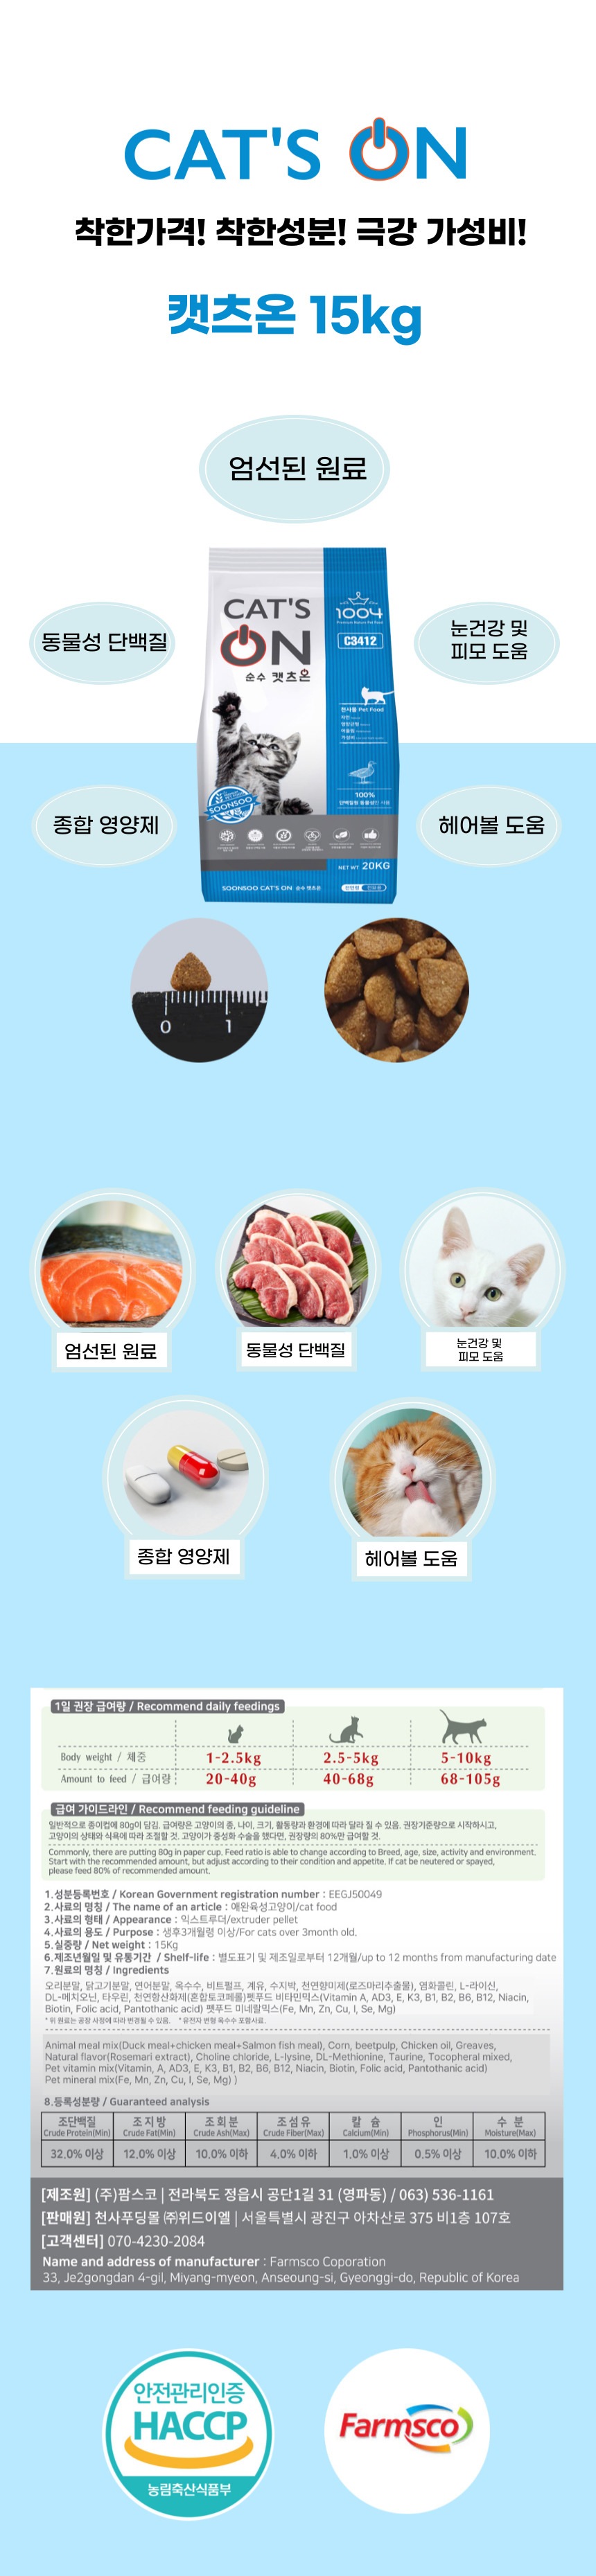 CAT'S ON
착한가격! 착한성분! 극강 가성비!
캣츠온 15kg
엄선된 원료
동물성 단백질
눈건강 및
피모 도움
종합 영양제
헤어볼 도움
CAT'S
ON
순수 캣츠온
1004
Premium Nature Pet Food
C3412
천사몰 Pet Food
100%
SOONSOO
NET WT 20KG
SOONSOO CAT'S ON 순수 캣츠온
0 1
엄선된 원료
동물성 단백질
눈건강 및
피모 도움
종합 영양제
헤어볼 도움
1일 권장 급여량 / Recommend daily feedings
Body weight / 체중 1-2.5kg 2.5-5kg 5-10kg
Amount to feed / 급여량 20-40g 40-68g 68-105g
급여 가이드라인 / Recommend feeding guideline
일반적으로 종이컵에 80g이 담김. 급여량은 고양이의 종, 나이, 크기, 활동량과 환경에 따라 달라 질 수 있음. 권장기준량으로 시작하시고,
고양이의 상태와 식욕에 따라 조절할 것. 고양이가 중성화 수술을 했다면, 권장량의 80%만 급여할 것.
Commonly, there are putting 80g in paper cup. Feed ratio is able to change according to Breed, age, size, activity and environment.
Start with the recommended amount, but adjust according to their condition and appetite. If cat be neutered or spayed,
please feed 80% of recommended amount.
1.성분등록번호 / Korean Government registration number : EEGJ50049
2.사료의 명칭 / The name of an article : 애완육성고양이/cat food
3.사료의 형태 / Appearance : 익스트루더/extruder pellet
4.사료의 용도 / Purpose : 생후3개월령 이상/For cats over 3month old.
5.실중량 / Net weight : 15Kg
6.제조년월일 및 유통기간 / Shelf-life : 별도표기 및 제조일로부터 12개월/up to 12 months from manufacturing date
7.원료의 명칭 / Ingredients
오리분말, 닭고기분말, 연어분말, 옥수수, 비트펄프, 계유, 수지박, 천연향미제(로즈마리추출물), 염화콜린, L-라이신,
DL-메치오닌, 타우린, 천연항산화제(혼합토코페롤)펫푸드 비타민믹스(Vitamin A, AD3, E, K3, B1, B2, B6, B12, Niacin,
Biotin, Folic acid, Pantothanic acid) 팻푸드 미네랄믹스(Fe, Mn, Zn, Cu, I, Se, Mg)
* 위 원료는 공장 사정에 따라 변경될 수 있음. *유전자 변형 옥수수 포함사료.
Animal meal mix(Duck meal+chicken meal+Salmon fish meal), Corn, beetpulp, Chicken oil, Greaves,
Natural flavor(Rosemari extract), Choline chloride, L-lysine, DL-Methionine, Taurine, Tocopheral mixed,
Pet vitamin mix(Vitamin, A, AD3, E, K3, B1, B2, B6, B12, Niacin, Biotin, Folic acid, Pantothanic acid)
Pet mineral mix(Fe, Mn, Zn, Cu, I, Se, Mg) )
8.등록성분량 / Guaranteed analysis
조단백질 조지방 조회분 조섬유 칼슘 인 수분
Crude Protein(Min) Crude Fat(Min) Crude Ash(Max) Crude Fiber(Max) Calcium(Min) Phosphorus(Min) Moisture(Max)
32.0% 이상 12.0% 이상 10.0% 이하 4.0% 이하 1.0% 이상 0.5% 이상 10.0% 이하
[제조원] (주)팜스코 | 전라북도 정읍시 공단1길 31 (영파동) / 063) 536-1161
[판매원] 천사푸딩몰 ㈜위드이엘 | 서울특별시 광진구 아차산로 375 비1층 107호
[고객센터] 070-4230-2084
Name and address of manufacturer : Farmsco Coporation
33, Je2gongdan 4-gil, Miyang-myeon, Anseoung-si, Gyeonggi-do, Republic of Korea
안전관리인증
HACCP
농림축산식품부
Farmsco